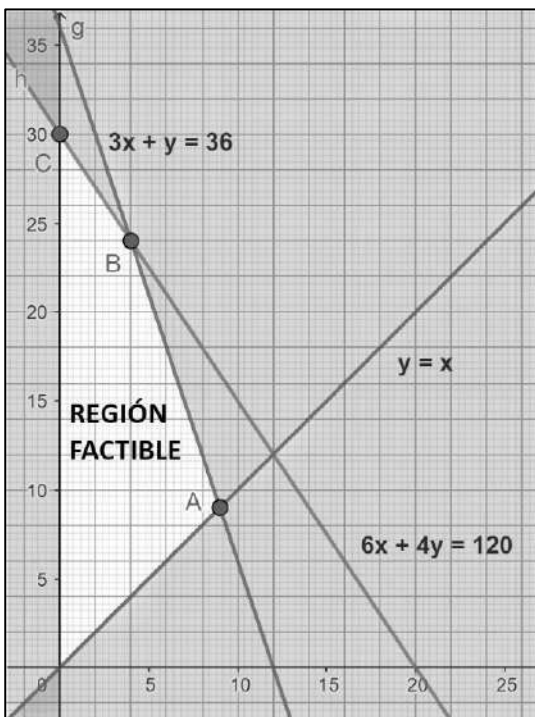 35
g
h
30
3x + y = 36
C
25
B
20
y = x
15
REGIÓN
FACTIBLE
10
A
6x + 4y = 120
5
0
5
10
15
20
25